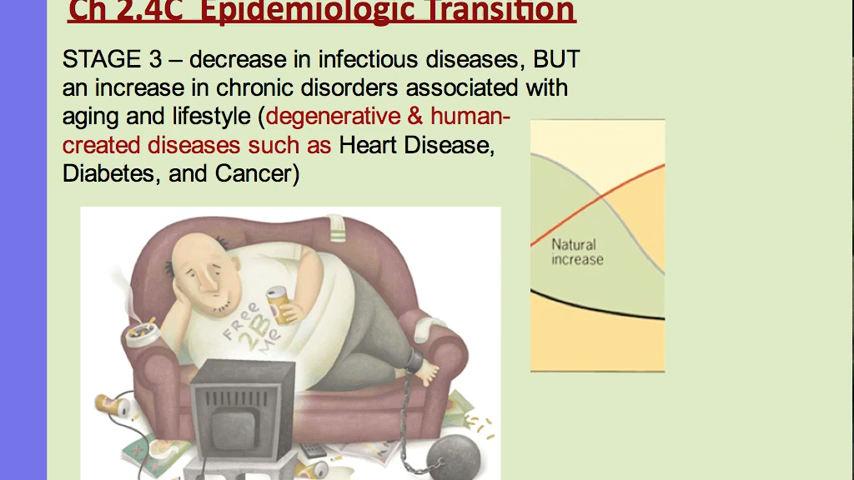 Ch 2.4C Epidemiologic Transition
STAGE 3 – decrease in infectious diseases, BUT
an increase in chronic disorders associated with
aging and lifestyle (degenerative & human-
created diseases such as Heart Disease,
Diabetes, and Cancer)
Natural
increase
FREE
2B
ME